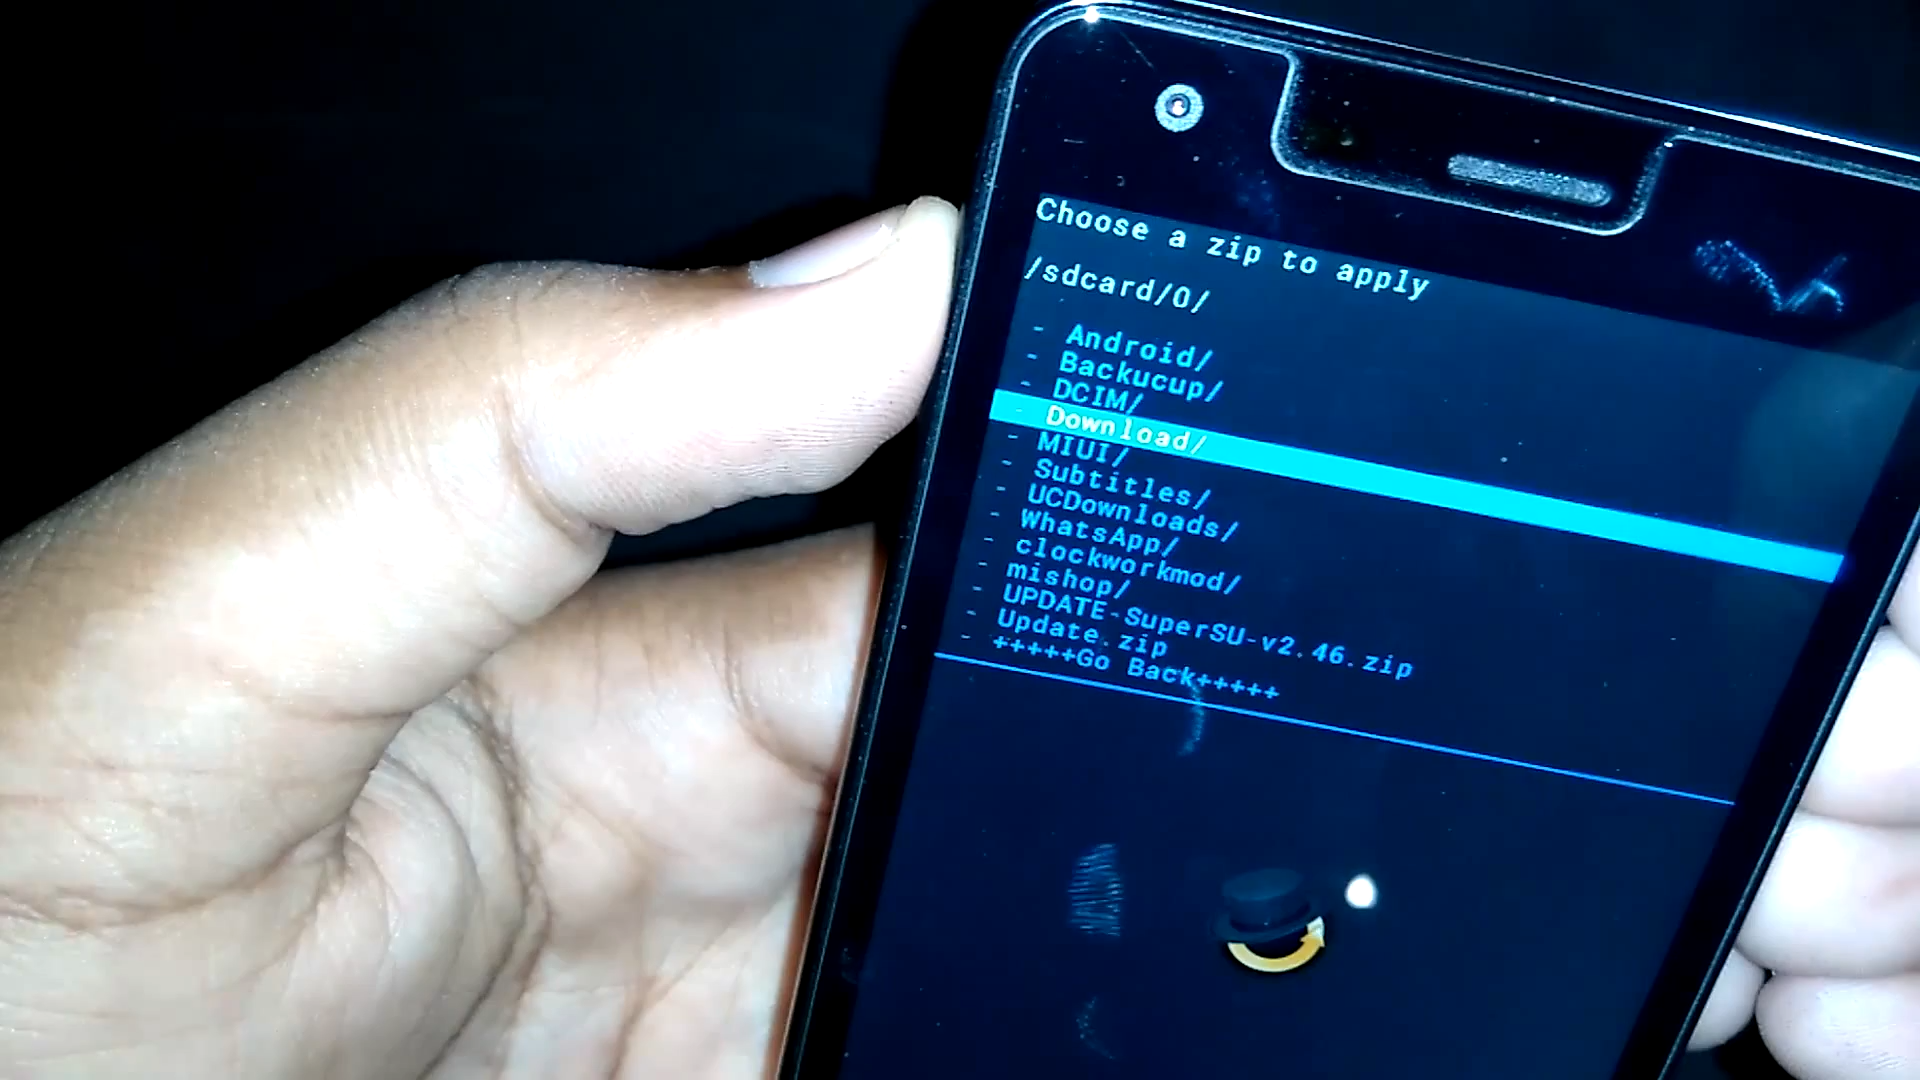 Choose a zip to apply
/sdcard/0/
- Android/
- Backucup/
- DCIM/
- Download/
- MIUI/
- Subtitles/
- UCDownloads/
- WhatsApp/
- clockworkmod/
- mishop/
- UPDATE-SuperSU-v2.46.zip
- Update.zip
- +++++Go Back+++++